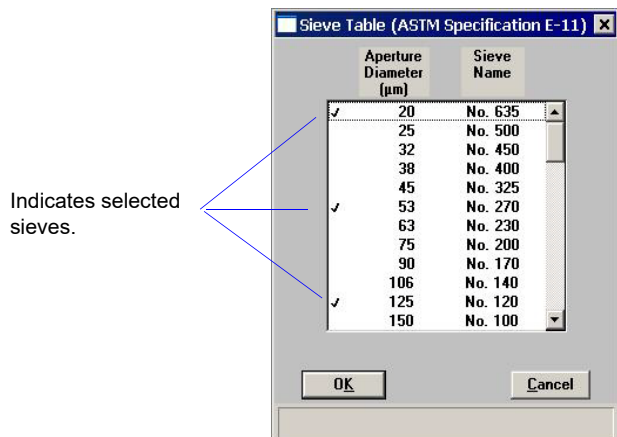 Sieve Table (ASTM Specification E-11)
Aperture Diameter (µm)
Sieve Name
✓ 20 No. 635
25 No. 500
32 No. 450
38 No. 400
45 No. 325
✓ 53 No. 270
63 No. 230
75 No. 200
90 No. 170
106 No. 140
✓ 125 No. 120
150 No. 100
Indicates selected
sieves.
OK
Cancel